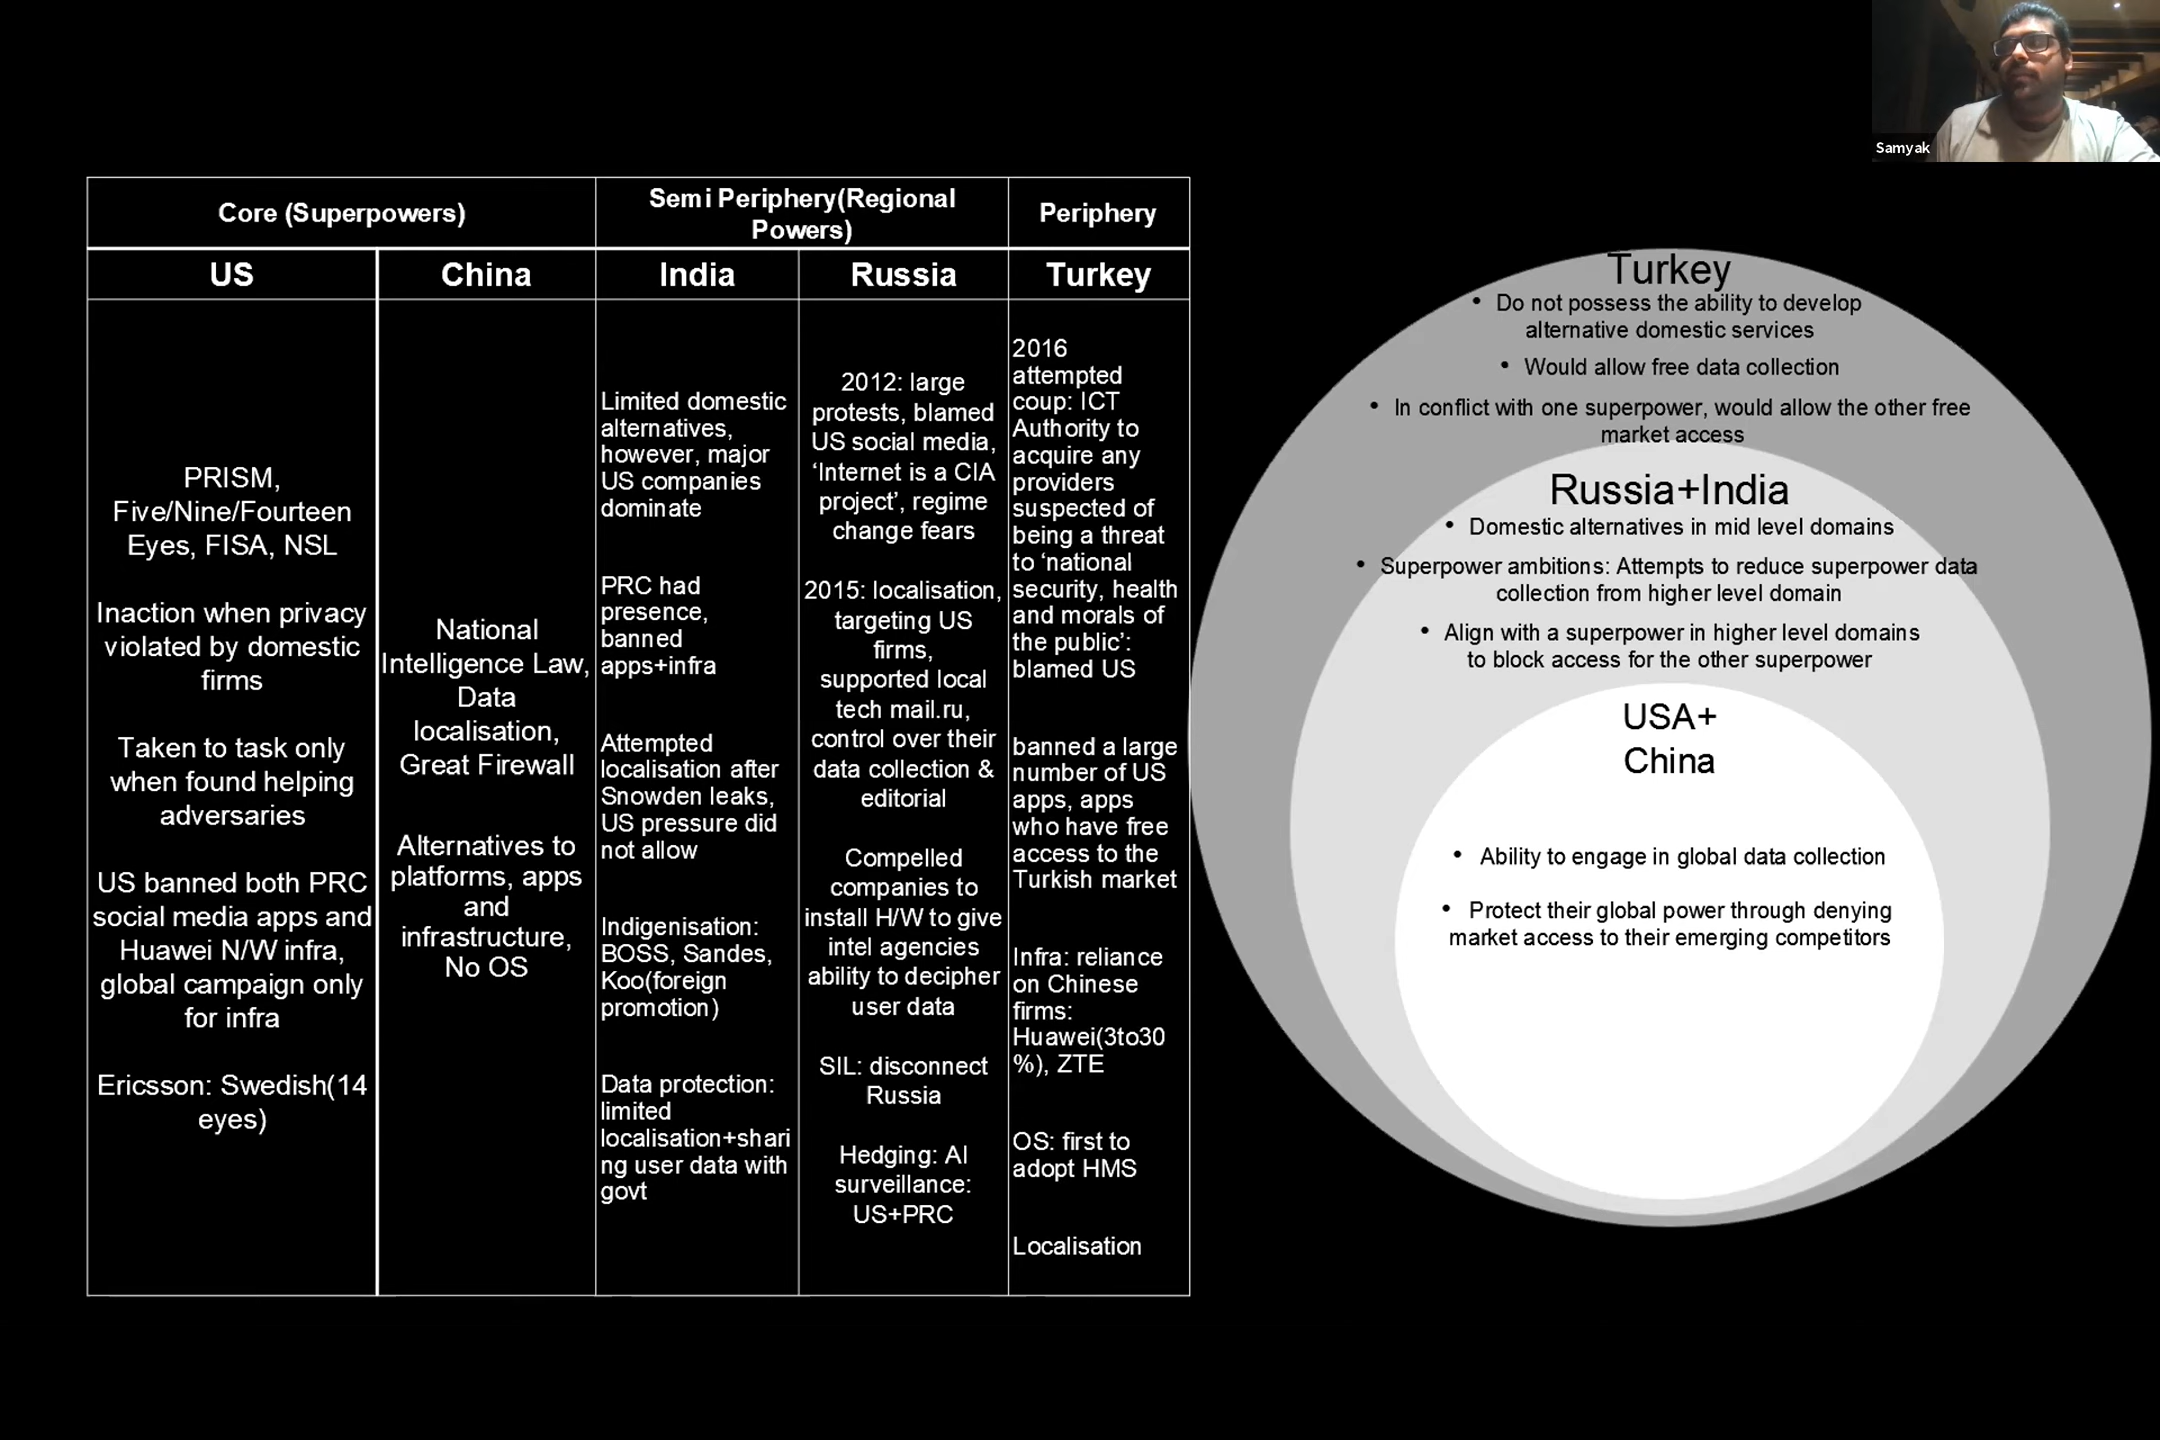 Samyak
Core (Superpowers)
Semi Periphery(Regional
Powers)
Periphery
US
China
India
Russia
Turkey
PRISM,
Five/Nine/Fourteen
Eyes, FISA, NSL
Inaction when privacy
violated by domestic
firms
Taken to task only
when found helping
adversaries
US banned both PRC
social media apps and
Huawei N/W infra,
global campaign only
for infra
Ericsson: Swedish(14
eyes)
National
Intelligence Law,
Data
localisation,
Great Firewall
Alternatives to
platforms, apps
and
infrastructure,
No OS
Limited domestic
alternatives,
however, major
US companies
dominate
PRC had
presence,
banned
apps+infra
Attempted
localisation after
Snowden leaks,
US pressure did
not allow
Indigenisation:
BOSS, Sandes,
Koo(foreign
promotion)
Data protection:
limited
localisation+shari
ng user data with
govt
2012: large
protests, blamed
US social media,
‘Internet is a CIA
project’, regime
change fears
2015: localisation,
targeting US
firms,
supported local
tech mail.ru,
control over their
data collection &
editorial
Compelled
companies to
install H/W to give
intel agencies
ability to decipher
user data
SIL: disconnect
Russia
Hedging: AI
surveillance:
US+PRC
2016
attempted
coup: ICT
Authority to
acquire any
providers
suspected of
being a threat
to ‘national
security, health
and morals of
the public’:
blamed US
banned a large
number of US
apps, apps
who have free
access to the
Turkish market
Infra: reliance
on Chinese
firms:
Huawei(3to30
%), ZTE
OS: first to
adopt HMS
Localisation
Turkey
• Do not possess the ability to develop
alternative domestic services
• Would allow free data collection
• In conflict with one superpower, would allow the other free
market access
Russia+India
• Domestic alternatives in mid level domains
• Superpower ambitions: Attempts to reduce superpower data
collection from higher level domain
• Align with a superpower in higher level domains
to block access for the other superpower
USA+
China
• Ability to engage in global data collection
• Protect their global power through denying
market access to their emerging competitors